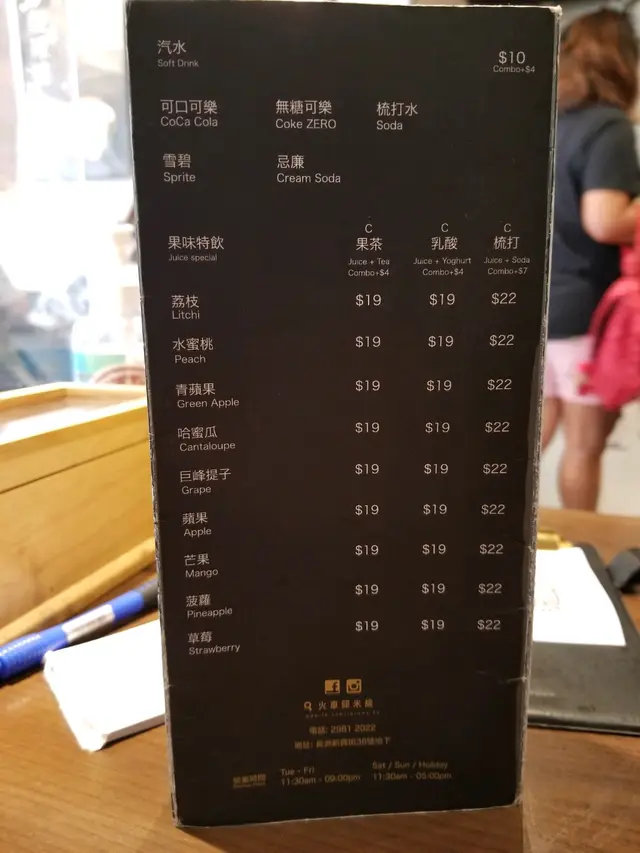 汽水
Soft Drink
$10
Combo+$4
可口可樂 無糖可樂 梳打水
CoCa Cola Coke ZERO Soda
雪碧 忌廉
Sprite Cream Soda
C C C
果味特飲 果茶 乳酸 梳打
Juice special Juice + Tea Juice + Yoghurt Juice + Soda
Combo+$4 Combo+$4 Combo+$7
荔枝 $19 $19 $22
Litchi
水蜜桃 $19 $19 $22
Peach
青蘋果 $19 $19 $22
Green Apple
哈蜜瓜 $19 $19 $22
Cantaloupe
巨峰提子 $19 $19 $22
Grape
蘋果 $19 $19 $22
Apple
芒果 $19 $19 $22
Mango
菠蘿 $19 $19 $22
Pineapple
草莓 $19 $19 $22
Strawberry
電話: 2981 2022
Tue - Fri Sat / Sun / Holiday
11:30am - 09:00pm 11:30am - 06:00pm